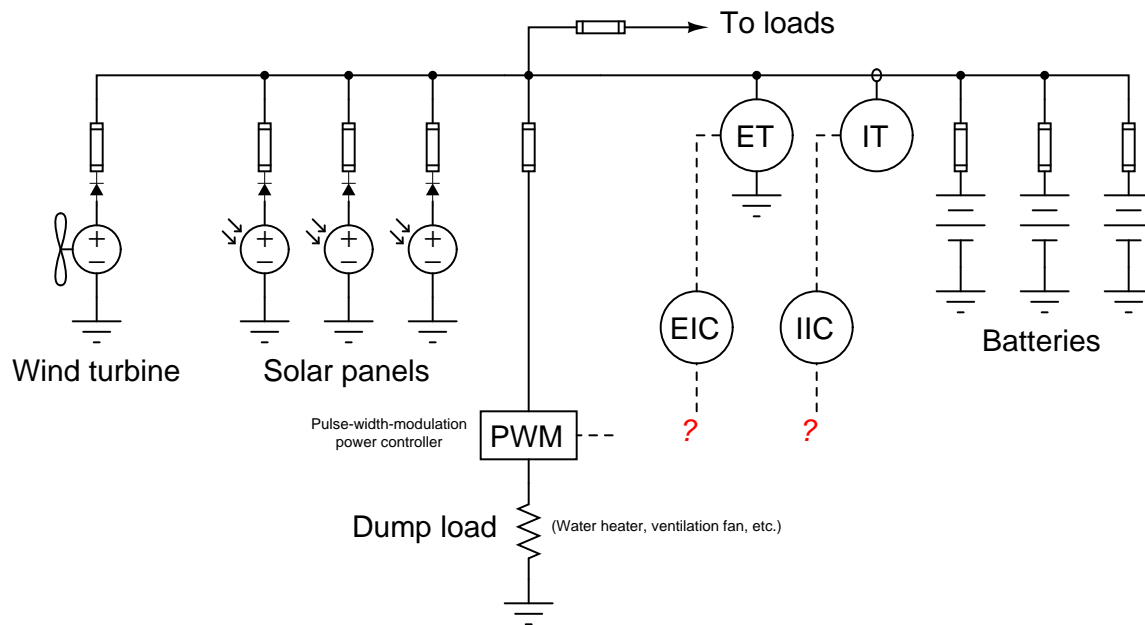 To loads
ET
IT
+
−
+
−
+
−
+
−
EIC
IIC
Batteries
Wind turbine
Solar panels
Pulse-width-modulation
power controller
PWM
?
?
Dump load
(Water heater, ventilation fan, etc.)